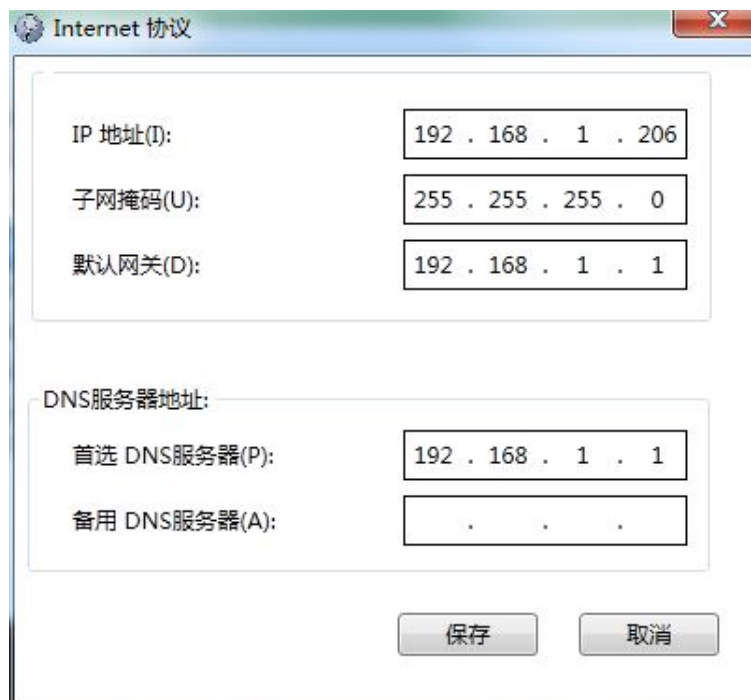 Internet 协议
IP 地址(I): 192 . 168 . 1 . 206
子网掩码(U): 255 . 255 . 255 . 0
默认网关(D): 192 . 168 . 1 . 1
DNS服务器地址:
首选 DNS服务器(P): 192 . 168 . 1 . 1
备用 DNS服务器(A): . . .
保存 取消